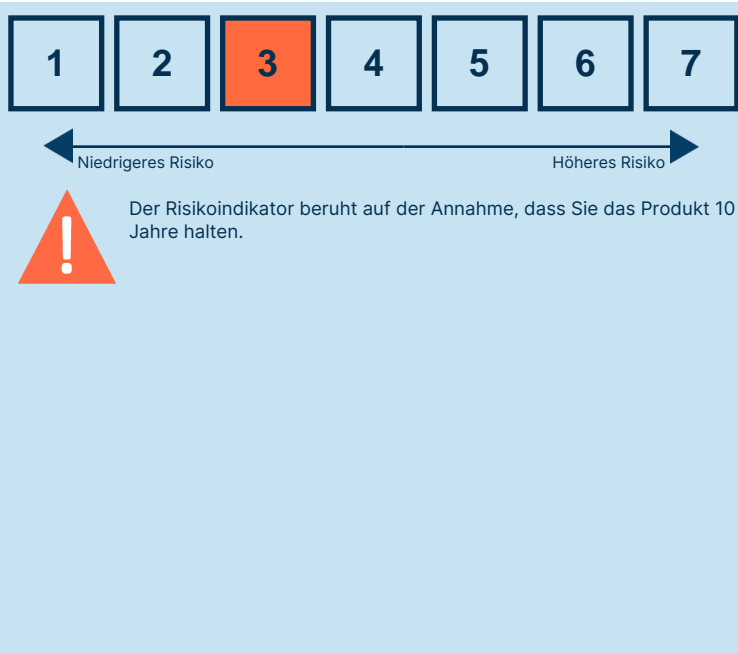 1 2 3 4 5 6 7
Niedrigeres Risiko Höheres Risiko
Der Risikoindikator beruht auf der Annahme, dass Sie das Produkt 10
Jahre halten.